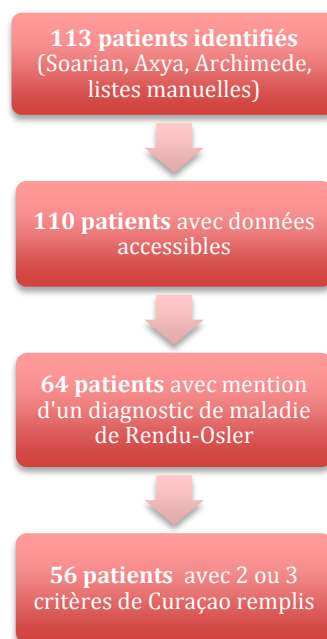 113 patients identifiés
(Soarian, Axya, Archimede,
listes manuelles)
110 patients avec données
accessibles
64 patients avec mention
d'un diagnostic de maladie
de Rendu-Osler
56 patients avec 2 ou 3
critères de Curaçao remplis